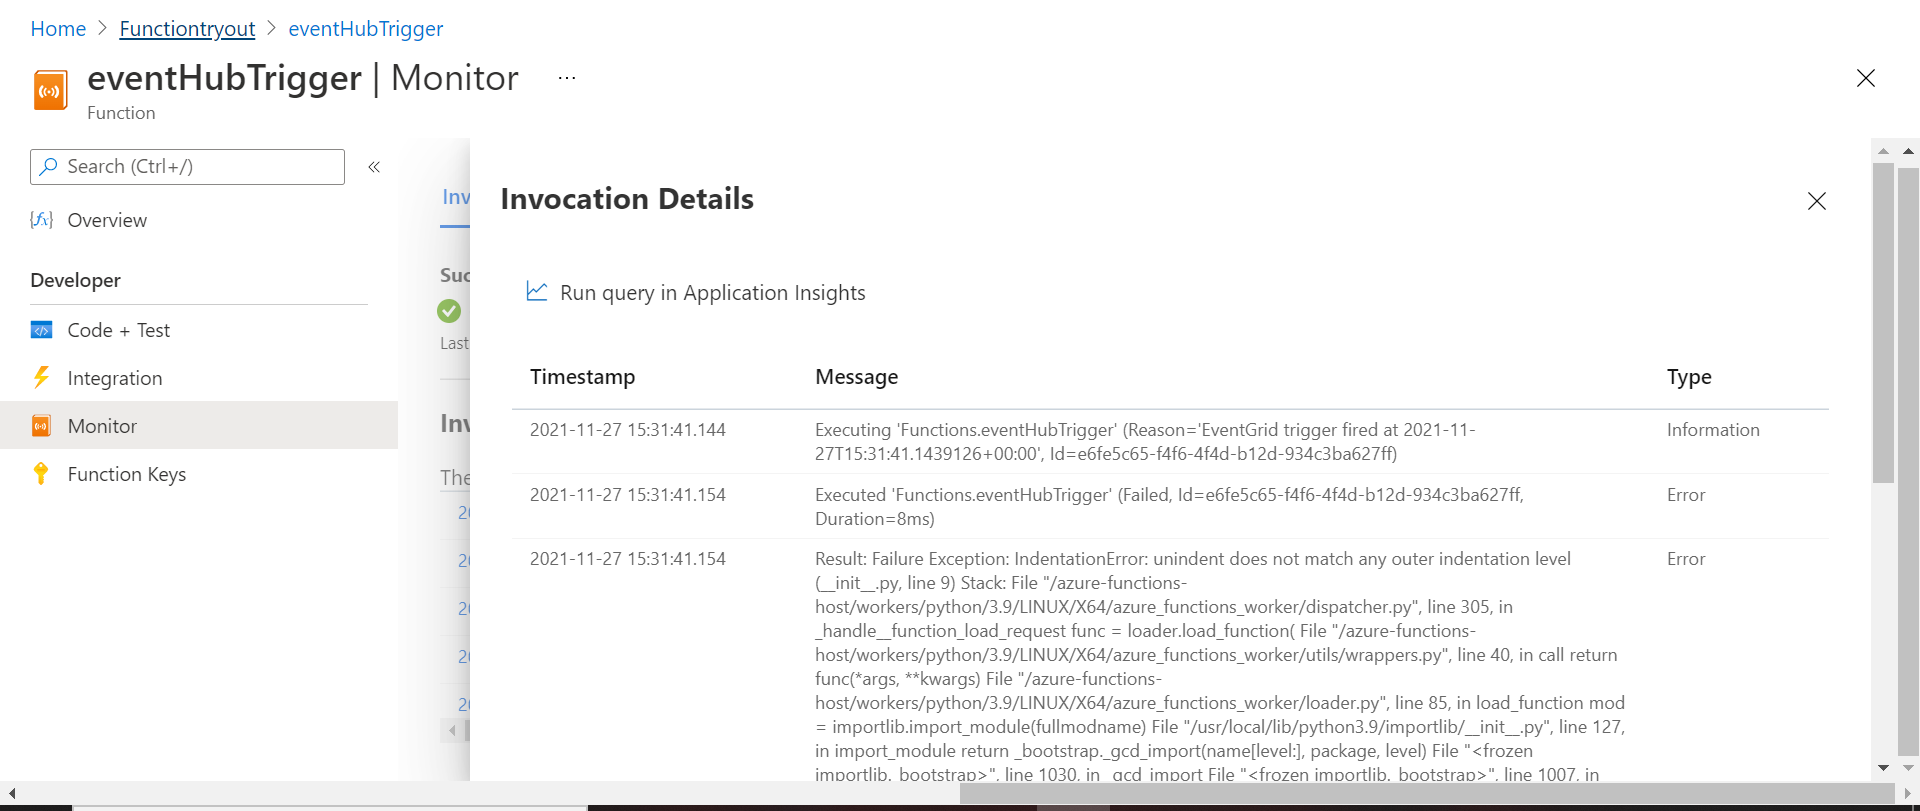 Home > Functiontryout > eventHubTrigger
eventHubTrigger | Monitor ...
Function
Search (Ctrl+/)
«
Overview
Developer
Code + Test
Integration
Monitor
Function Keys
Inv
Suc
Last
Inv
The
20
20
20
20
20
Invocation Details
Run query in Application Insights
Timestamp Message Type
2021-11-27 15:31:41.144 Executing 'Functions.eventHubTrigger' (Reason='EventGrid trigger fired at 2021-11- Information
27T15:31:41.1439126+00:00', Id=e6fe5c65-f4f6-4f4d-b12d-934c3ba627ff)
2021-11-27 15:31:41.154 Executed 'Functions.eventHubTrigger' (Failed, Id=e6fe5c65-f4f6-4f4d-b12d-934c3ba627ff, Error
Duration=8ms)
2021-11-27 15:31:41.154 Result: Failure Exception: IndentationError: unindent does not match any outer indentation level Error
(__init__.py, line 9) Stack: File "/azure-functions-
host/workers/python/3.9/LINUX/X64/azure_functions_worker/dispatcher.py", line 305, in
_handle__function_load_request func = loader.load_function( File "/azure-functions-
host/workers/python/3.9/LINUX/X64/azure_functions_worker/utils/wrappers.py", line 40, in call return
func(*args, **kwargs) File "/azure-functions-
host/workers/python/3.9/LINUX/X64/azure_functions_worker/loader.py", line 85, in load_function mod
= importlib.import_module(fullmodname) File "/usr/local/lib/python3.9/importlib/__init__.py", line 127,
in import_module return _bootstrap._gcd_import(name[level:], package, level) File "<frozen
importlib._bootstrap>", line 1030, in _gcd_import File "<frozen importlib._bootstrap>", line 1007, in